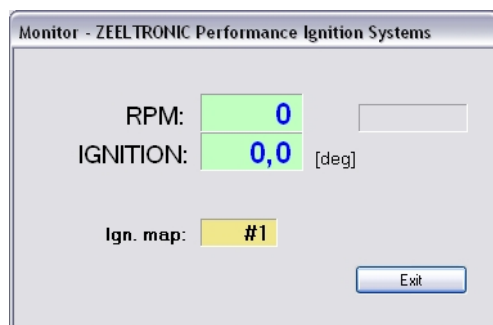 Monitor - ZEELTRONIC Performance Ignition Systems
RPM: 0
IGNITION: 0,0 [deg]
Ign. map: #1
Exit